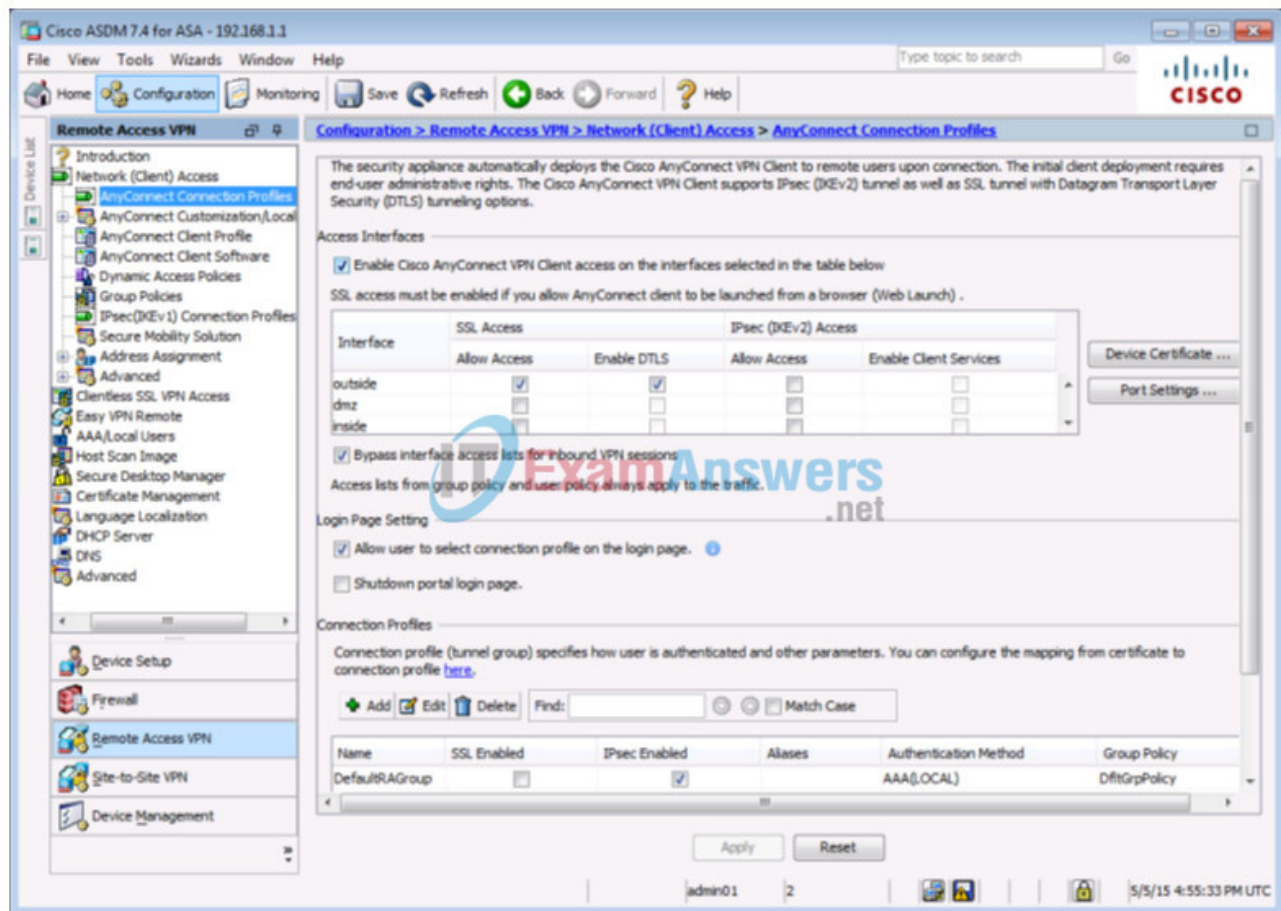 Cisco ASDM 7.4 for ASA - 192.168.1.1
File View Tools Wizards Window Help
Type topic to search Go
CISCO
Home Configuration Monitoring Save Refresh Back Forward Help
Device List
Remote Access VPN
Introduction
Network (Client) Access
AnyConnect Connection Profiles
AnyConnect Customization/Local
AnyConnect Client Profile
AnyConnect Client Software
Dynamic Access Policies
Group Policies
IPsec(IKEv1) Connection Profiles
Secure Mobility Solution
Address Assignment
Advanced
Clientless SSL VPN Access
Easy VPN Remote
AAA/Local Users
Host Scan Image
Secure Desktop Manager
Certificate Management
Language Localization
DHCP Server
DNS
Advanced
Device Setup
Firewall
Remote Access VPN
Site-to-Site VPN
Device Management
Configuration > Remote Access VPN > Network (Client) Access > AnyConnect Connection Profiles
The security appliance automatically deploys the Cisco AnyConnect VPN Client to remote users upon connection. The initial client deployment requires
end-user administrative rights. The Cisco AnyConnect VPN Client supports IPsec (IKEv2) tunnel as well as SSL tunnel with Datagram Transport Layer
Security (DTLS) tunneling options.
Access Interfaces
Enable Cisco AnyConnect VPN Client access on the interfaces selected in the table below
SSL access must be enabled if you allow AnyConnect client to be launched from a browser (Web Launch) .
Interface SSL Access IPsec (IKEv2) Access
Allow Access Enable DTLS Allow Access Enable Client Services
outside
dmz
inside
Device Certificate ...
Port Settings ...
Bypass interface access lists for inbound VPN sessions
Access lists from group policy and user policy always apply to the traffic.
ITExamAnswers
.net
Login Page Setting
Allow user to select connection profile on the login page.
Shutdown portal login page.
Connection Profiles
Connection profile (tunnel group) specifies how user is authenticated and other parameters. You can configure the mapping from certificate to
connection profile here.
Add Edit Delete Find: Match Case
Name SSL Enabled IPsec Enabled Aliases Authentication Method Group Policy
DefaultRAGroup AAA(LOCAL) DfltGrpPolicy
Apply Reset
admin01 2 5/5/15 4:55:33 PM UTC